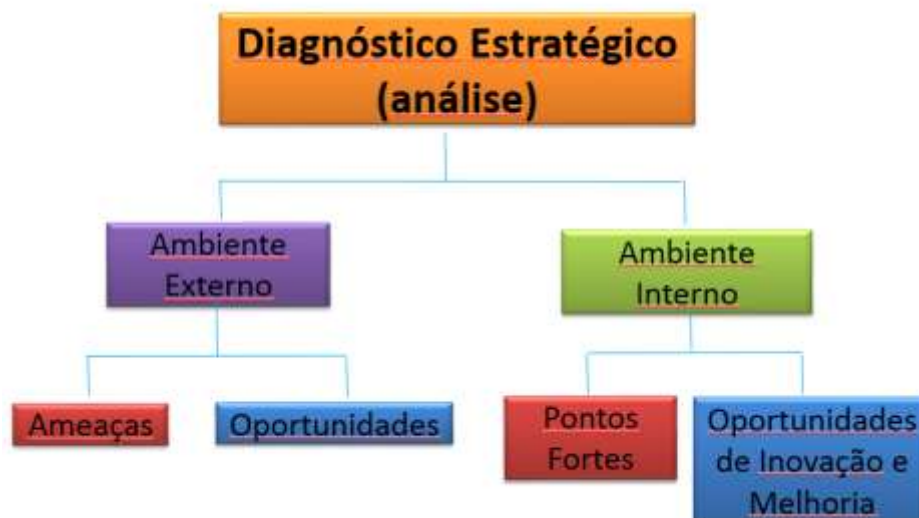 Diagnóstico Estratégico
(análise)
Ambiente
Externo
Ambiente
Interno
Ameaças
Oportunidades
Pontos
Fortes
Oportunidades
de Inovação e
Melhoria